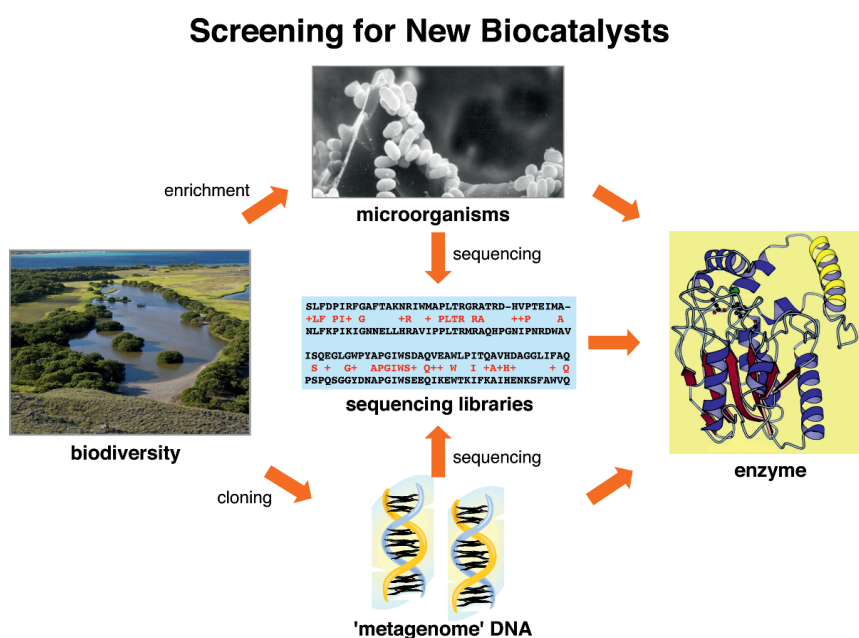 Screening for New Biocatalysts
enrichment
microorganisms
sequencing
SLFDPIRFGAFTAKNRIWMAPLTRGRATRD-HVPTEIMA-
+LF PI+ G +R + PLTR RA ++P A
NLFKPIKIGNNELLHRAVIPPLTRMRAQHPGNIPNRDWAV
ISQEGLGWPYAPGIWSDAQVEAWLPITQAVHDAGGLIFAQ
S + G+ APGIWS+ Q++ W I +A+H+ + Q
PSPQSGGYDNAPGIWSEEQIKEWTKIFKAIHENKSFAWVQ
sequencing libraries
biodiversity
sequencing
enzyme
cloning
'metagenome' DNA